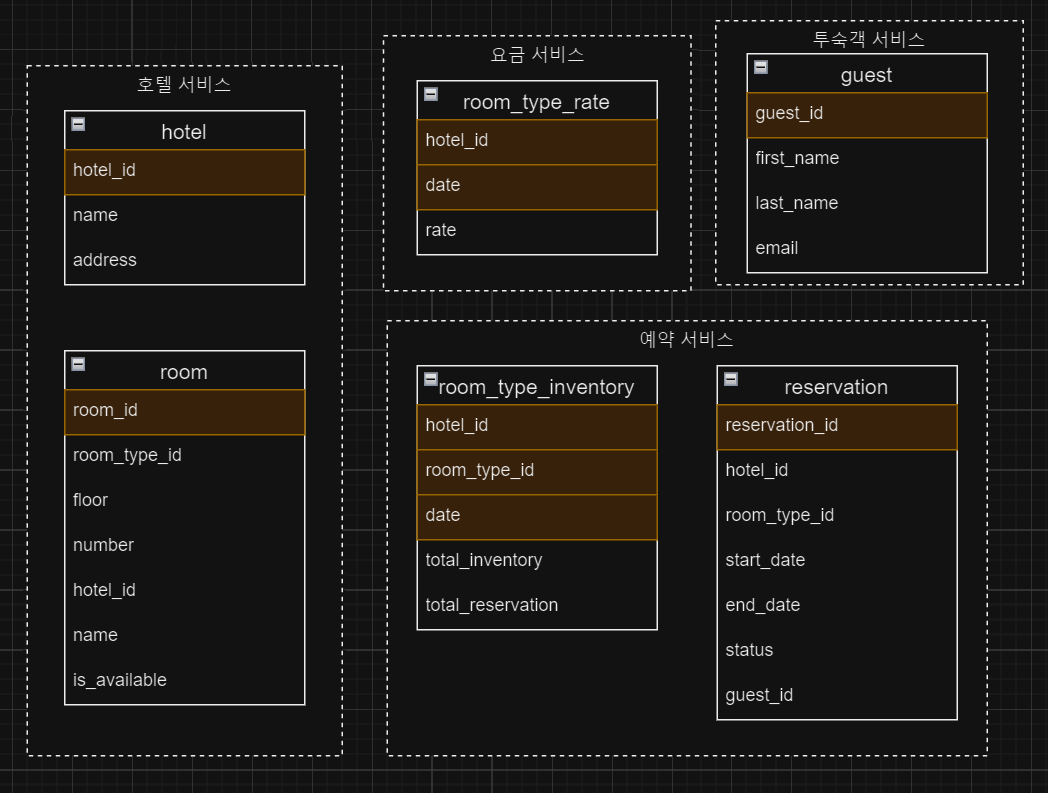 호텔 서비스
hotel
hotel_id
name
address
room
room_id
room_type_id
floor
number
hotel_id
name
is_available
요금 서비스
room_type_rate
hotel_id
date
rate
투숙객 서비스
guest
guest_id
first_name
last_name
email
예약 서비스
room_type_inventory
hotel_id
room_type_id
date
total_inventory
total_reservation
reservation
reservation_id
hotel_id
room_type_id
start_date
end_date
status
guest_id